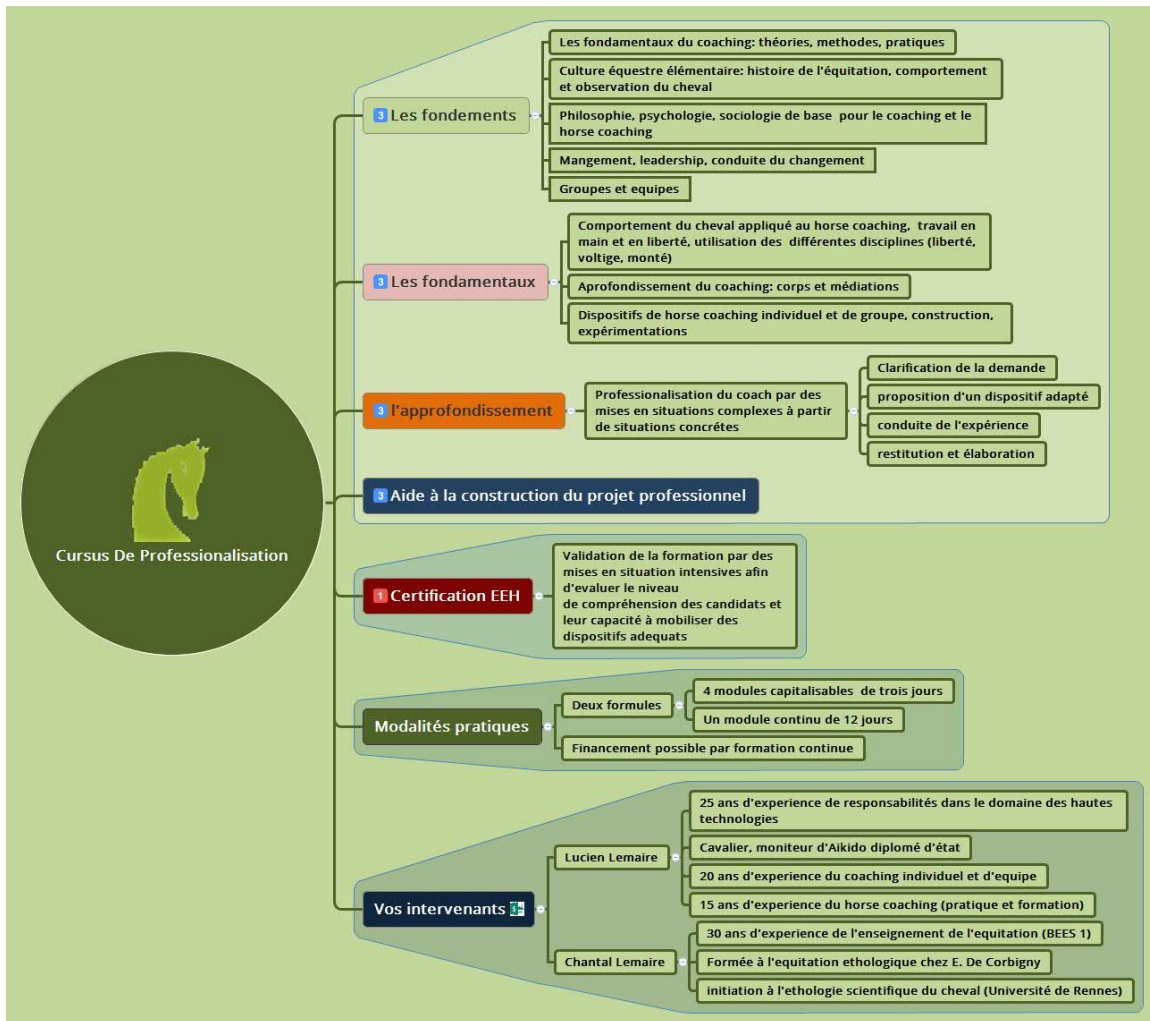 Cursus De Professionalisation
3 Les fondements
Les fondamentaux du coaching: théories, methodes, pratiques
Culture équestre élémentaire: histoire de l'équitation, comportement
et observation du cheval
Philosophie, psychologie, sociologie de base pour le coaching et le
horse coaching
Mangement, leadership, conduite du changement
Groupes et equipes
3 Les fondamentaux
Comportement du cheval appliqué au horse coaching, travail en
main et en liberté, utilisation des différentes disciplines (liberté,
voltige, monté)
Aprofondissement du coaching: corps et médiations
Dispositifs de horse coaching individuel et de groupe, construction,
expérimentations
3 l'approfondissement
Professionalisation du coach par des
mises en situations complexes à partir
de situations concrétes
Clarification de la demande
proposition d'un dispositif adapté
conduite de l'expérience
restitution et élaboration
3 Aide à la construction du projet professionnel
1 Certification EEH
Validation de la formation par des
mises en situation intensives afin
d'evaluer le niveau
de compréhension des candidats et
leur capacité à mobiliser des
dispositifs adequats
Modalités pratiques
Deux formules
4 modules capitalisables de trois jours
Un module continu de 12 jours
Financement possible par formation continue
Vos intervenants
Lucien Lemaire
25 ans d'experience de responsabilités dans le domaine des hautes
technologies
Cavalier, moniteur d'Aikido diplomé d'état
20 ans d'experience du coaching individuel et d'equipe
15 ans d'experience du horse coaching (pratique et formation)
Chantal Lemaire
30 ans d'experience de l'enseignement de l'equitation (BEES 1)
Formée à l'equitation ethologique chez E. De Corbigny
initiation à l'ethologie scientifique du cheval (Université de Rennes)